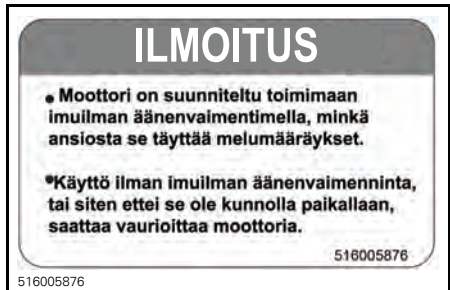 ILMOITUS
• Moottori on suunniteltu toimimaan
imuilman äänenvaimentimella, minkä
ansiosta se täyttää melumääräykset.
•Käyttö ilman imuilman äänenvaimenninta,
tai siten ettei se ole kunnolla paikallaan,
saattaa vaurioittaa moottoria.
516005876
516005876